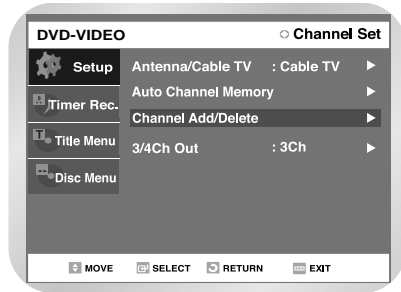 DVD-VIDEO Channel Set
Setup Antenna/Cable TV : Cable TV
Auto Channel Memory
Timer Rec.
Channel Add/Delete
Title Menu
3/4Ch Out : 3Ch
Disc Menu
MOVE SELECT RETURN EXIT